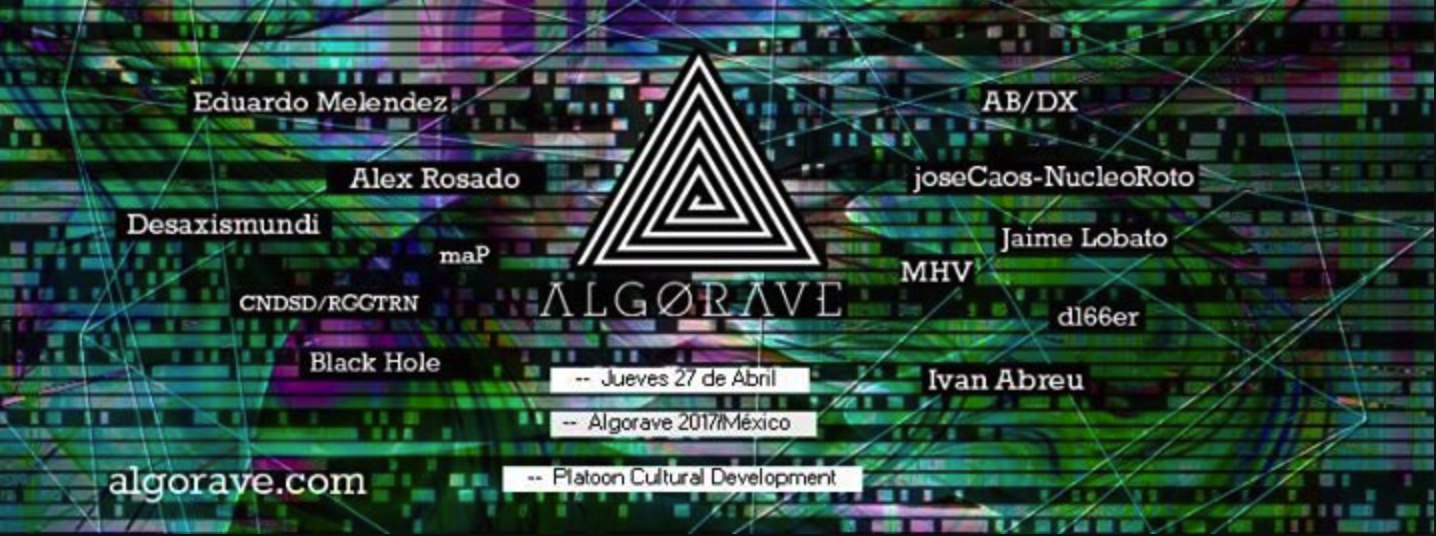 Eduardo Melendez
Alex Rosado
Desaxismundi
maP
CNDSD/RGGTRN
Black Hole
algorave.com
ALGØRAVE
-- Jueves 27 de Abril
-- Algorave 2017/México
-- Platoon Cultural Development
AB/DX
joseCaos-NucleoRoto
Jaime Lobato
MHV
dl66er
Ivan Abreu